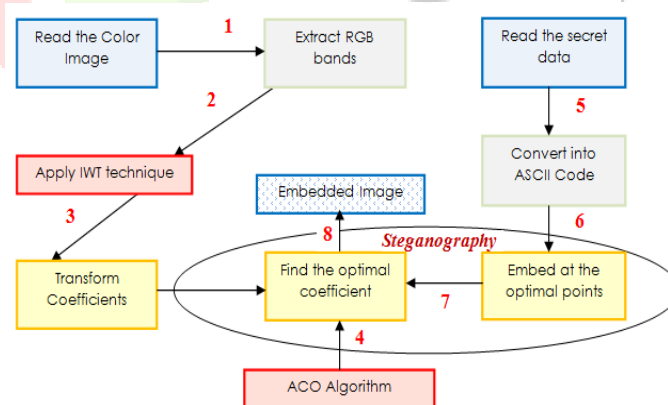 Read the Color
Image
1
Extract RGB
bands
Read the secret
data
2
5
Apply IWT technique
Convert into
ASCII Code
3
Embedded Image
6
8
Steganography
Transform
Coefficients
Find the optimal
coefficient
7
Embed at the
optimal points
4
ACO Algorithm